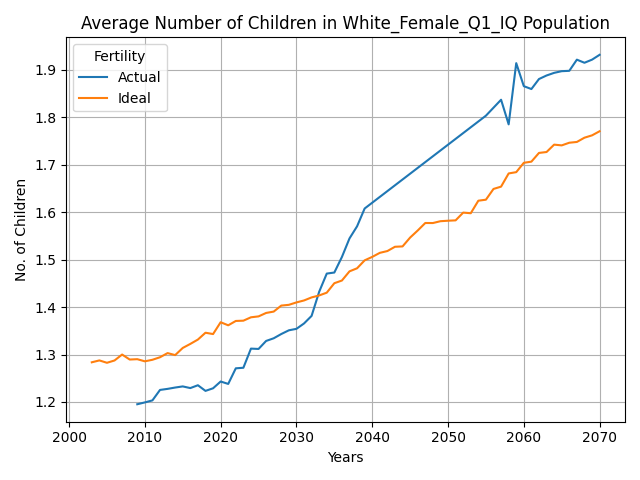 Average Number of Children in White_Female_Q1_IQ Population
Fertility
Actual
Ideal
No. of Children
1.9
1.8
1.7
1.6
1.5
1.4
1.3
1.2
2000 2010 2020 2030 2040 2050 2060 2070
Years